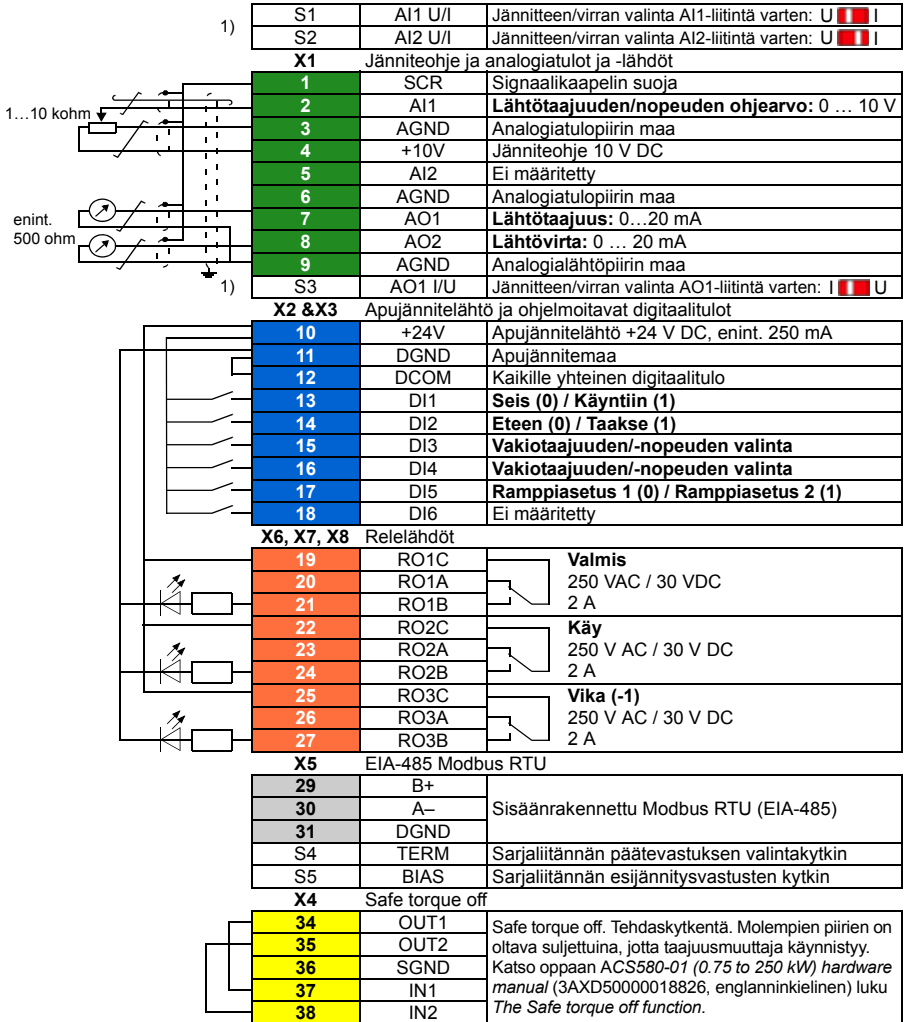 1)
S1 AI1 U/I Jännitteen/virran valinta AI1-liitintä varten: U I
S2 AI2 U/I Jännitteen/virran valinta AI2-liitintä varten: U I
X1 Jänniteohje ja analogiatulot ja -lähdöt
1 SCR Signaalikaapelin suoja
1…10 kohm
2 AI1 Lähtötaajuuden/nopeuden ohjearvo: 0 … 10 V
3 AGND Analogiatulopiirin maa
4 +10V Jänniteohje 10 V DC
5 AI2 Ei määritetty
6 AGND Analogiatulopiirin maa
enint.
500 ohm
7 AO1 Lähtötaajuus: 0…20 mA
8 AO2 Lähtövirta: 0 … 20 mA
9 AGND Analogialähtöpiirin maa
1)
S3 AO1 I/U Jännitteen/virran valinta AO1-liitintä varten: I U
X2 &X3 Apujännitelähtö ja ohjelmoitavat digitaalitulot
10 +24V Apujännitelähtö +24 V DC, enint. 250 mA
11 DGND Apujännitemaa
12 DCOM Kaikille yhteinen digitaalitulo
13 DI1 Seis (0) / Käyntiin (1)
14 DI2 Eteen (0) / Taakse (1)
15 DI3 Vakiotaajuuden/-nopeuden valinta
16 DI4 Vakiotaajuuden/-nopeuden valinta
17 DI5 Ramppiasetus 1 (0) / Ramppiasetus 2 (1)
18 DI6 Ei määritetty
X6, X7, X8 Relelähdöt
19 RO1C Valmis
20 RO1A 250 VAC / 30 VDC
21 RO1B 2 A
22 RO2C Käy
23 RO2A 250 V AC / 30 V DC
24 RO2B 2 A
25 RO3C Vika (-1)
26 RO3A 250 V AC / 30 V DC
27 RO3B 2 A
X5 EIA-485 Modbus RTU
29 B+
30 A– Sisäänrakennettu Modbus RTU (EIA-485)
31 DGND
S4 TERM Sarjaliitännän päätevastuksen valintakytkin
S5 BIAS Sarjaliitännän esijännitysvastusten kytkin
X4 Safe torque off
34 OUT1 Safe torque off. Tehdaskytkentä. Molempien piirien on
35 OUT2 oltava suljettuina, jotta taajuusmuuttaja käynnistyy.
36 SGND Katso oppaan ACS580-01 (0.75 to 250 kW) hardware
37 IN1 manual (3AXD50000018826, englanninkielinen) luku
38 IN2 The Safe torque off function.